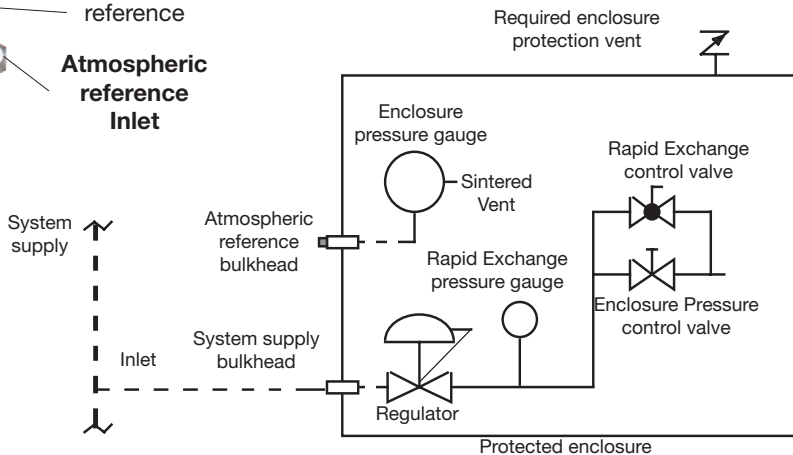 reference
Atmospheric
reference
Inlet
Required enclosure
protection vent
Enclosure
pressure gauge
Sintered
Vent
Rapid Exchange
control valve
System
supply
Atmospheric
reference
bulkhead
Rapid Exchange
pressure gauge
Enclosure Pressure
control valve
System supply
bulkhead
Inlet
Regulator
Protected enclosure